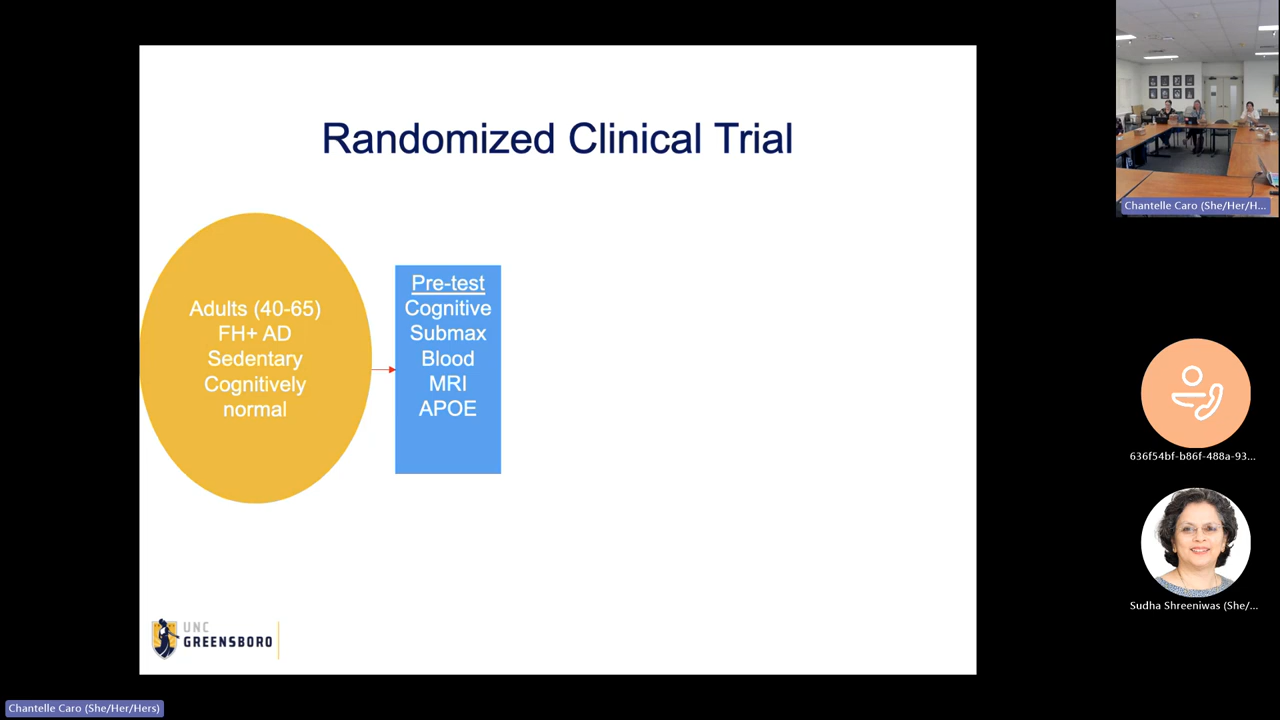 Randomized Clinical Trial
Adults (40-65)
FH+ AD
Sedentary
Cognitively
normal
Pre-test
Cognitive
Submax
Blood
MRI
APOE
UNC
GREENSBORO
Chantelle Caro (She/Her/H...
636f54bf-b86f-488a-93...
Sudha Shreeniwas (She/...
Chantelle Caro (She/Her/Hers)